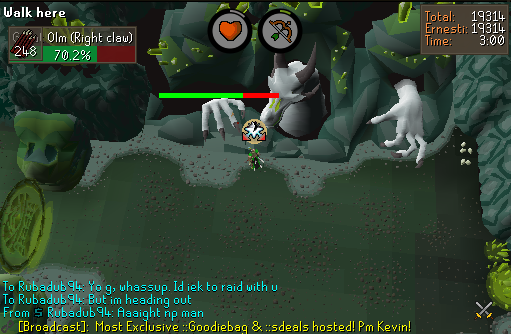 Walk here
Olm (Right claw)
248
70.2%
Total: 19314
Ernesti: 19314
Time: 3:00
To Rubadub94: Yo g, whassup. Id iek to raid with u
To Rubadub94: But im heading out
From S Rubadub94: Aaaight np man
[Broadcast]: Most Exclusive ::Goodiebag & ::sdeals hosted! Pm Kevin!